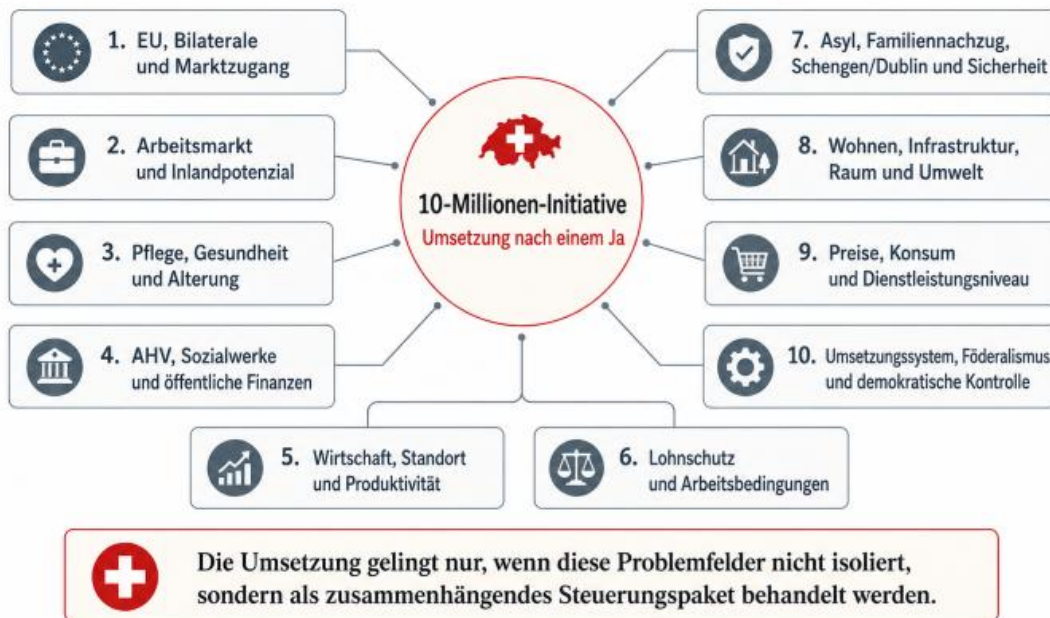 1. EU, Bilaterale
und Marktzugang
2. Arbeitsmarkt
und Inlandpotenzial
3. Pflege, Gesundheit
und Alterung
4. AHV, Sozialwerke
und öffentliche Finanzen
10-Millionen-Initiative
Umsetzung nach einem Ja
5. Wirtschaft, Standort
und Produktivität
6. Lohnschutz
und Arbeitsbedingungen
7. Asyl, Familiennachzug,
Schengen/Dublin und Sicherheit
8. Wohnen, Infrastruktur,
Raum und Umwelt
9. Preise, Konsum
und Dienstleistungsniveau
10. Umsetzungssystem, Föderalismus
und demokratische Kontrolle
Die Umsetzung gelingt nur, wenn diese Problemfelder nicht isoliert,
sondern als zusammenhängendes Steuerungspaket behandelt werden.